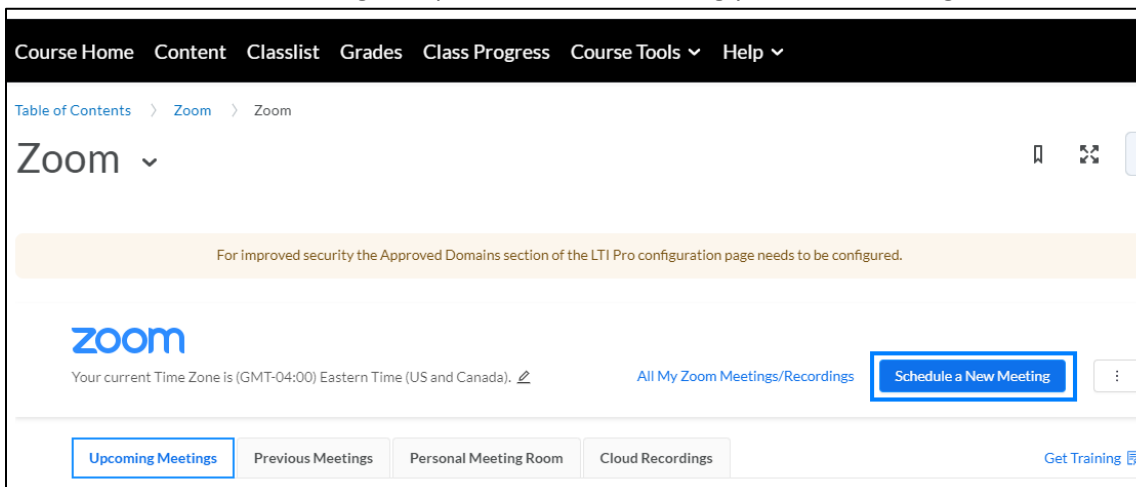 Course Home Content Classlist Grades Class Progress Course Tools Help
Table of Contents > Zoom > Zoom
Zoom
For improved security the Approved Domains section of the LTI Pro configuration page needs to be configured.
zoom
Your current Time Zone is (GMT-04:00) Eastern Time (US and Canada).
All My Zoom Meetings/Recordings Schedule a New Meeting
Upcoming Meetings Previous Meetings Personal Meeting Room Cloud Recordings Get Training